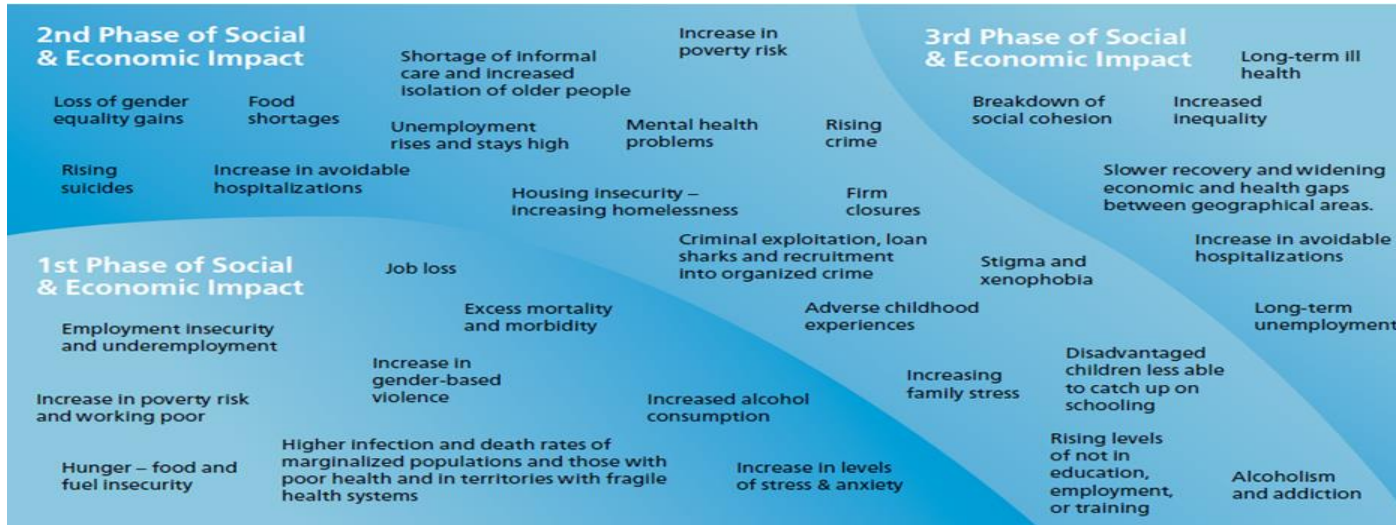 2nd Phase of Social
& Economic Impact
Shortage of informal
care and increased
isolation of older people
Increase in
poverty risk
Loss of gender
equality gains
Food
shortages
Unemployment
rises and stays high
Mental health
problems
Rising
crime
Rising
suicides
Increase in avoidable
hospitalizations
Housing insecurity –
increasing homelessness
Firm
closures
Criminal exploitation, loan
sharks and recruitment
into organized crime
Stigma and
xenophobia
Adverse childhood
experiences
Increasing
family stress
Disadvantaged
children less able
to catch up on
schooling
Rising levels
of not in
education,
employment,
or training
3rd Phase of Social
& Economic Impact
Long-term ill
health
Breakdown of
social cohesion
Increased
inequality
Slower recovery and widening
economic and health gaps
between geographical areas.
Increase in avoidable
hospitalizations
Long-term
unemployment
Alcoholism
and addiction
1st Phase of Social
& Economic Impact
Job loss
Employment insecurity
and underemployment
Excess mortality
and morbidity
Increase in
gender-based
violence
Increase in poverty risk
and working poor
Increased alcohol
consumption
Hunger – food and
fuel insecurity
Higher infection and death rates of
marginalized populations and those with
poor health and in territories with fragile
health systems
Increase in levels
of stress & anxiety